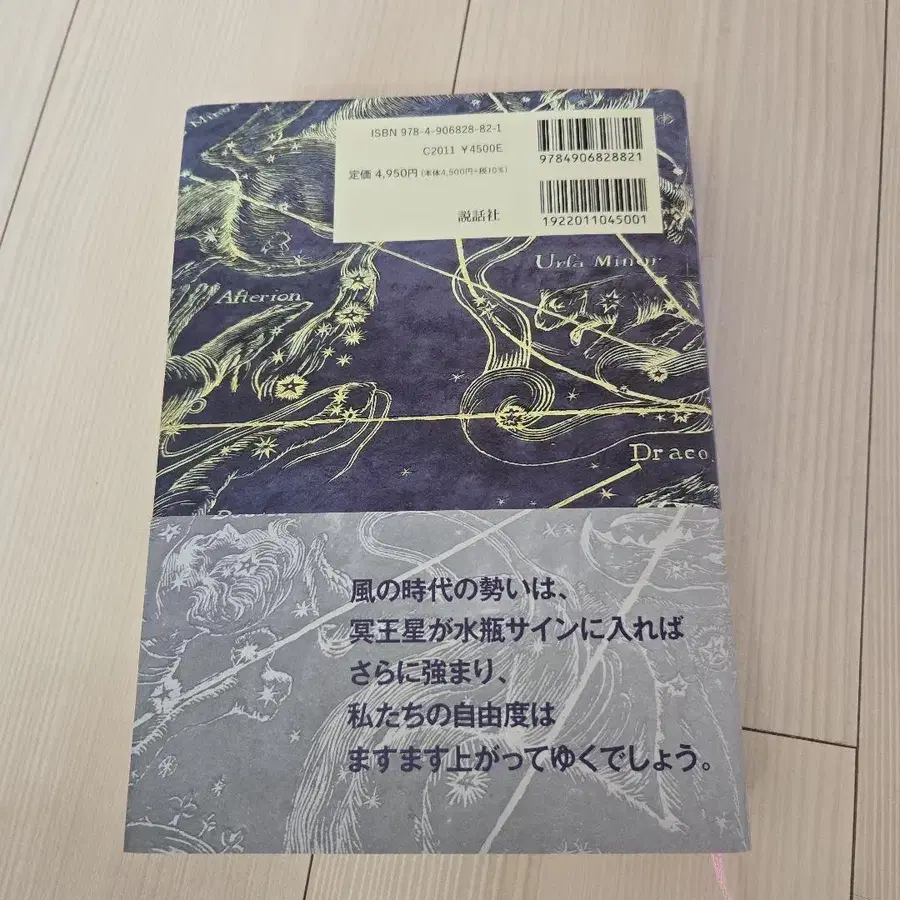 Minor
ISBN 978-4-906828-82-1
C2011 ¥4500E
定価 4,950円 (本体4,500円+税10%)
説話社
9784906828821
1922011045001
Urſa Minor
Aſterion
Draco
風の時代の勢いは、
冥王星が水瓶サインに入れば
さらに強まり、
私たちの自由度は
ますます上がってゆくでしょう。